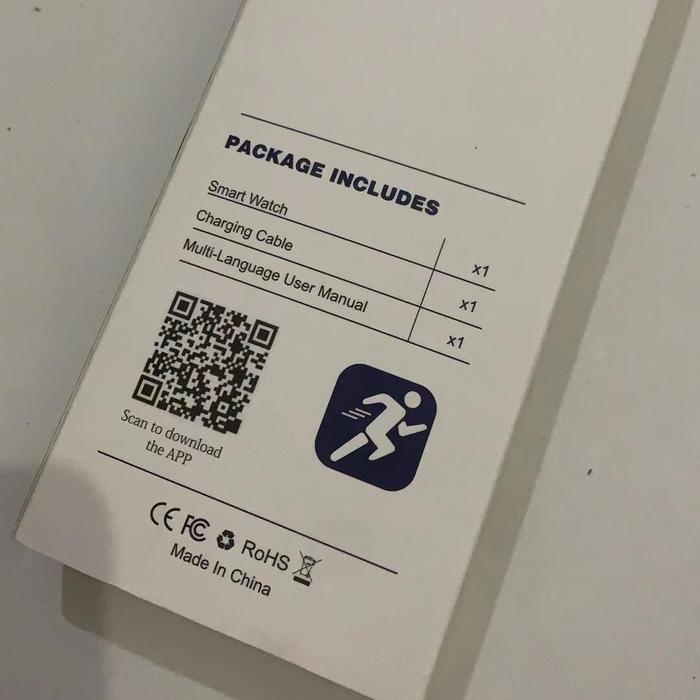 PACKAGE INCLUDES
Smart Watch x1
Charging Cable x1
Multi-Language User Manual x1
Scan to download
the APP
CE FC RoHS
Made In China